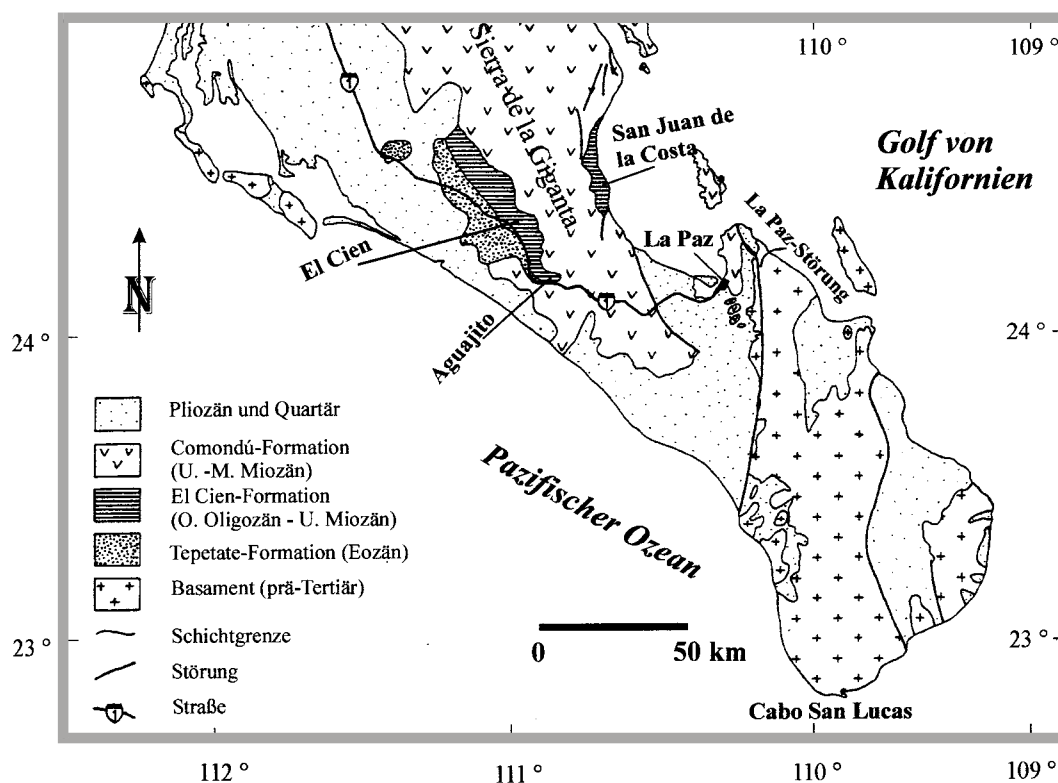 110 °
109 °
Sierra de la Giganta
1
San Juan de
la Costa
Golf von
Kalifornien
La Paz-Störung
La Paz
El Cien
N
1
24 °
24 °
Aguajito
Pliozän und Quartär
Comondú-Formation
(U. -M. Miozän)
El Cien-Formation
(O. Oligozän - U. Miozän)
Tepetate-Formation (Eozän)
Basament (prä-Tertiär)
Pazifischer Ozean
23 °
23 °
Schichtgrenze
Störung
1
Straße
0
50 km
Cabo San Lucas
112 °
111 °
110 °
109 °